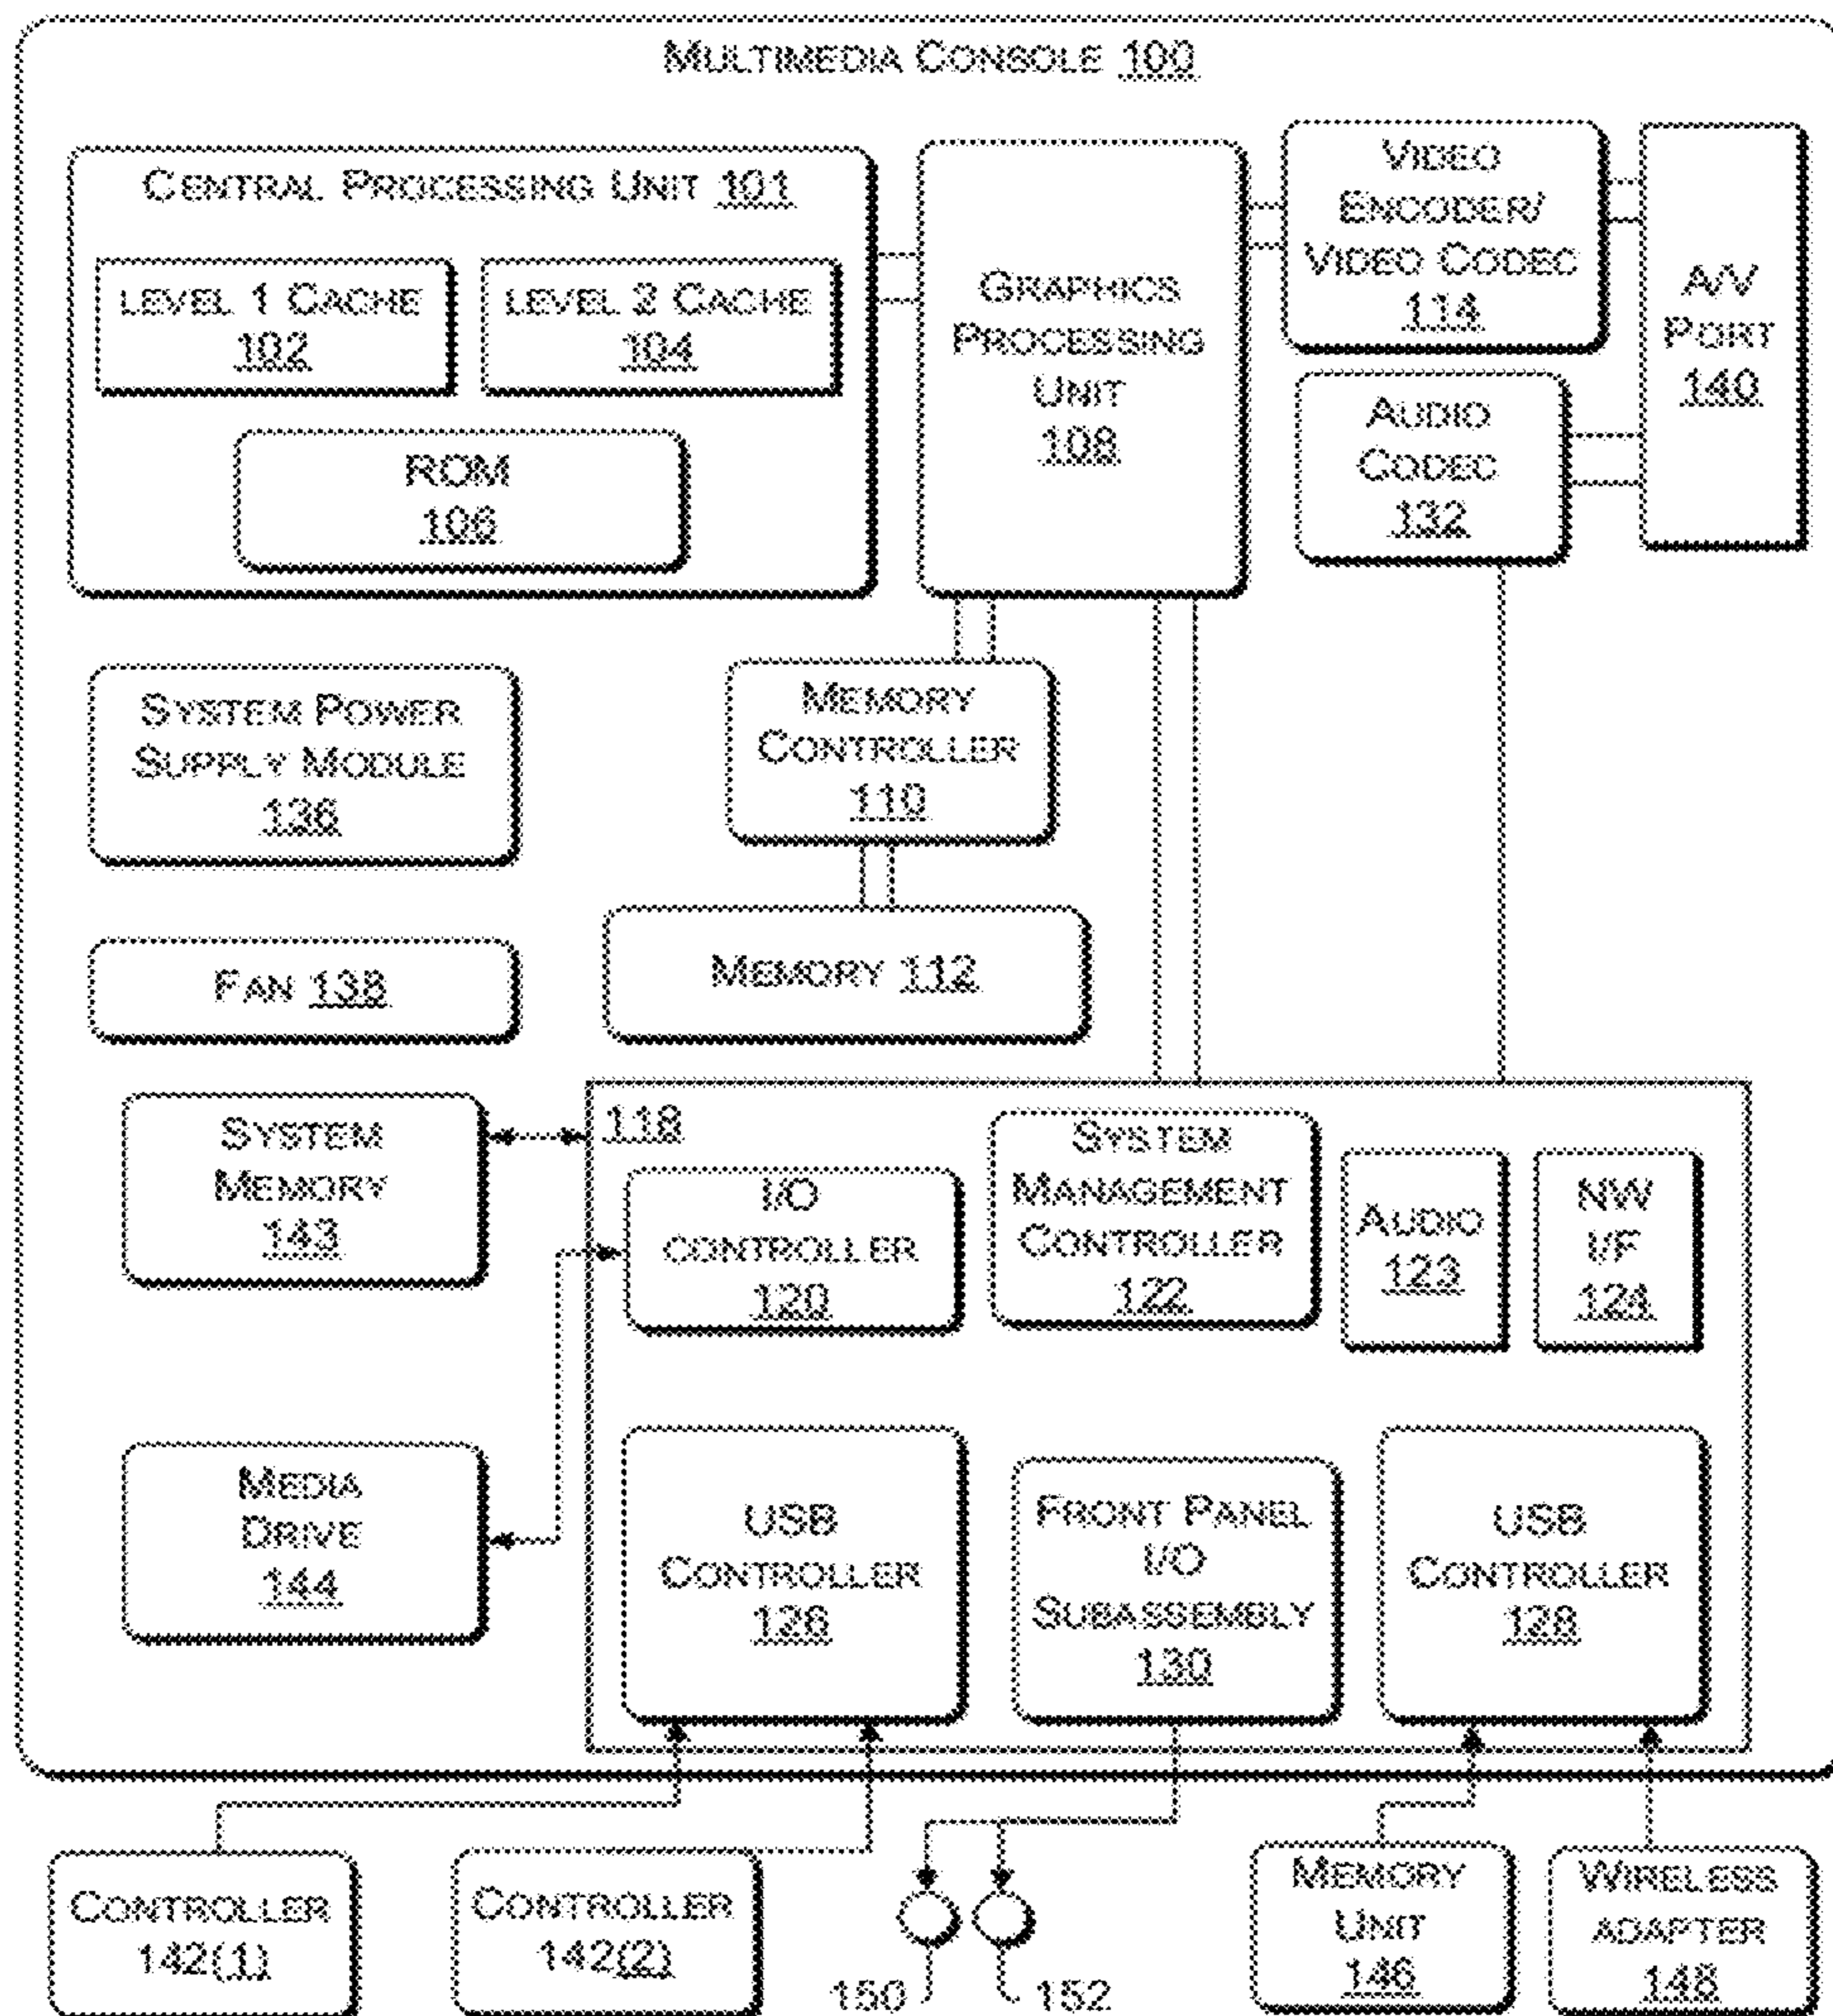 MULTIMEDIA CONSOLE 100
CENTRAL PROCESSING UNIT 101
LEVEL 1 CACHE
102
LEVEL 2 CACHE
104
ROM
106
GRAPHICS
PROCESSING
UNIT
108
VIDEO
ENCODER/
VIDEO CODEC
114
A/V
PORT
140
AUDIO
CODEC
132
SYSTEM POWER
SUPPLY MODULE
136
MEMORY
CONTROLLER
110
FAN 138
MEMORY 112
SYSTEM
MEMORY
143
118
I/O
CONTROLLER
120
SYSTEM
MANAGEMENT
CONTROLLER
122
AUDIO
123
NW
I/F
124
MEDIA
DRIVE
144
USB
CONTROLLER
126
FRONT PANEL
I/O
SUBASSEMBLY
130
USB
CONTROLLER
128
CONTROLLER
142(1)
CONTROLLER
142(2)
150
152
MEMORY
UNIT
146
WIRELESS
ADAPTER
148